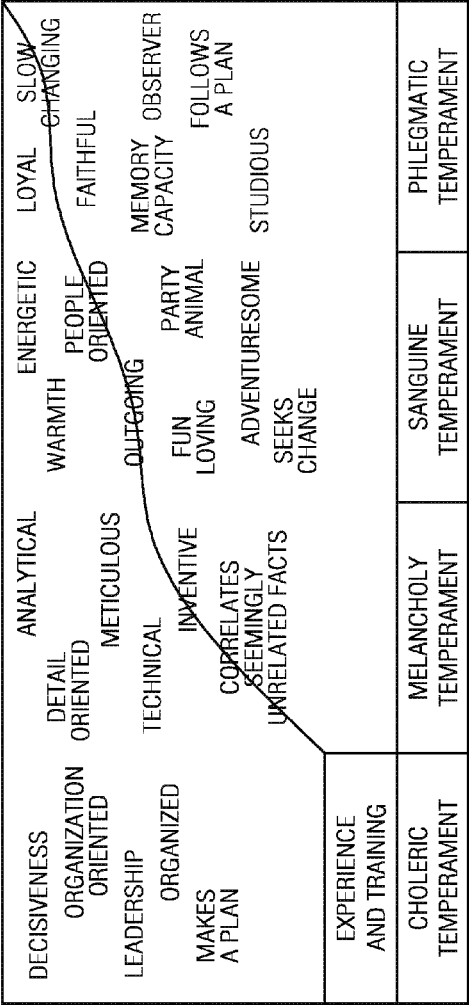 DECISIVENESS
ORGANIZATION
ORIENTED
LEADERSHIP
ORGANIZED
MAKES
A PLAN
EXPERIENCE
AND TRAINING
CHOLERIC
TEMPERAMENT
ANALYTICAL
DETAIL
ORIENTED
METICULOUS
TECHNICAL
INVENTIVE
CORRELATES
SEEMINGLY
UNRELATED FACTS
MELANCHOLY
TEMPERAMENT
ENERGETIC
WARMTH
PEOPLE
ORIENTED
OUTGOING
PARTY
ANIMAL
FUN
LOVING
ADVENTURESOME
SEEKS
CHANGE
SANGUINE
TEMPERAMENT
SLOW
CHANGING
LOYAL
FAITHFUL
OBSERVER
MEMORY
CAPACITY
FOLLOWS
A PLAN
STUDIOUS
PHLEGMATIC
TEMPERAMENT